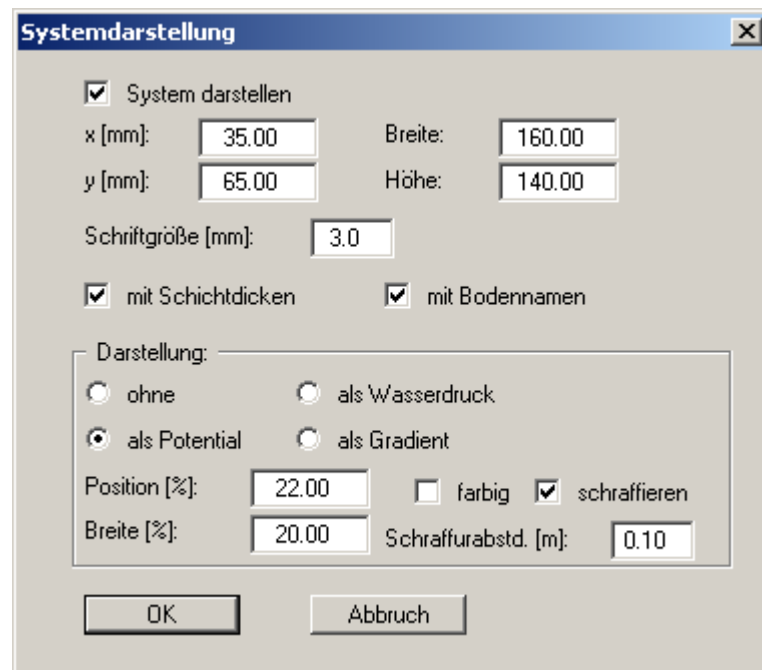 Systemdarstellung
System darstellen
x [mm]: 35.00 Breite: 160.00
y [mm]: 65.00 Höhe: 140.00
Schriftgröße [mm]: 3.0
mit Schichtdicken mit Bodennamen
Darstellung:
ohne als Wasserdruck
als Potential als Gradient
Position [%]: 22.00 farbig schraffieren
Breite [%]: 20.00 Schraffurabstd. [m]: 0.10
OK Abbruch